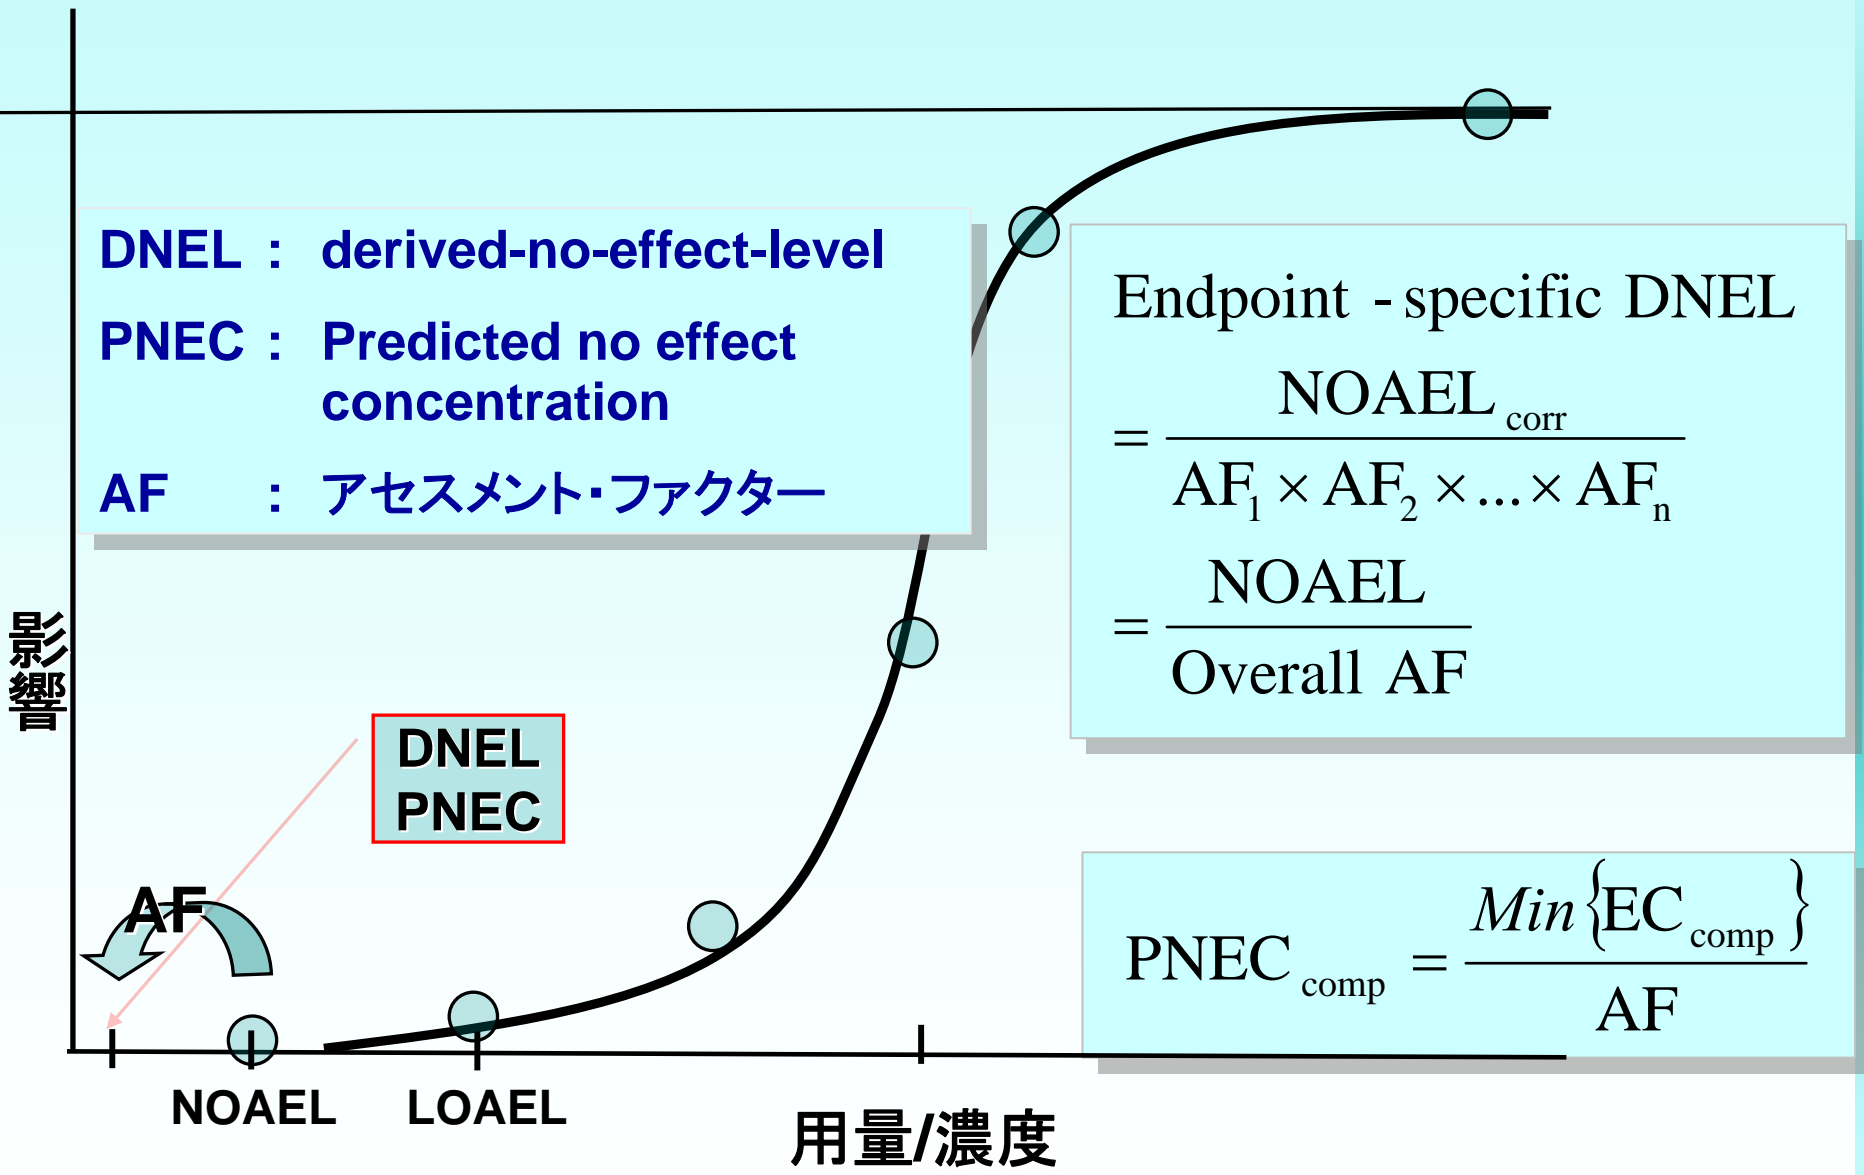 DNEL : derived-no-effect-level
PNEC : Predicted no effect
concentration
AF : アセスメント・ファクター
Endpoint - specific DNEL
= NOAEL corr
AF1 × AF2 × ... × AFn
= NOAEL
Overall AF
影響
DNEL
PNEC
AF
PNEC comp = Min {EC comp}
AF
NOAEL LOAEL
用量/濃度